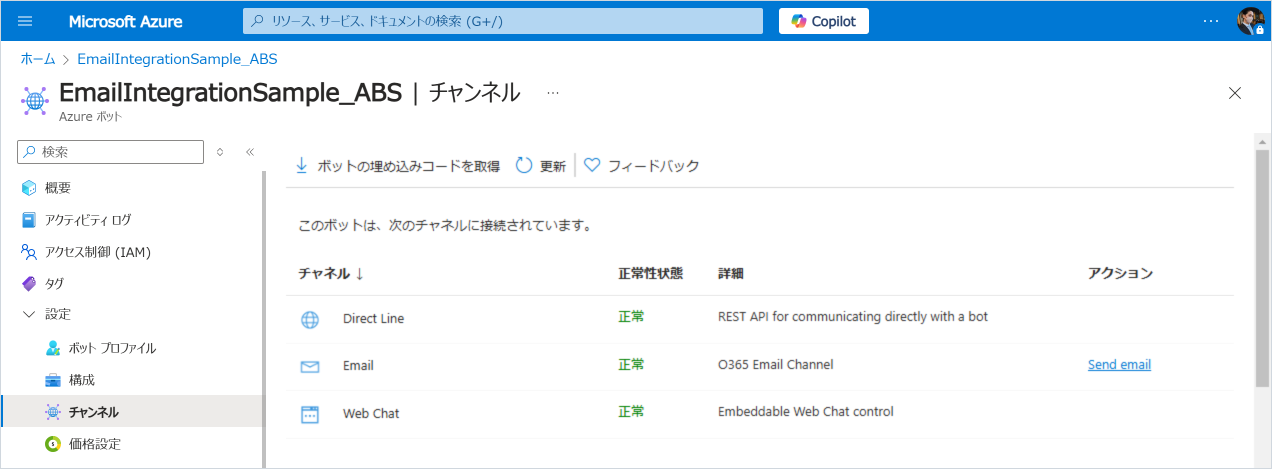 Microsoft Azure
リソース、サービス、ドキュメントの検索 (G+/)
Copilot
ホーム > EmailIntegrationSample_ABS
EmailIntegrationSample_ABS | チャンネル ...
Azure ボット
検索
概要
アクティビティ ログ
アクセス制御 (IAM)
タグ
設定
ボット プロファイル
構成
チャンネル
価格設定
ボットの埋め込みコードを取得 更新 フィードバック
このボットは、次のチャネルに接続されています。
チャネル ↓ 正常性状態 詳細 アクション
Direct Line 正常 REST API for communicating directly with a bot
Email 正常 O365 Email Channel Send email
Web Chat 正常 Embeddable Web Chat control